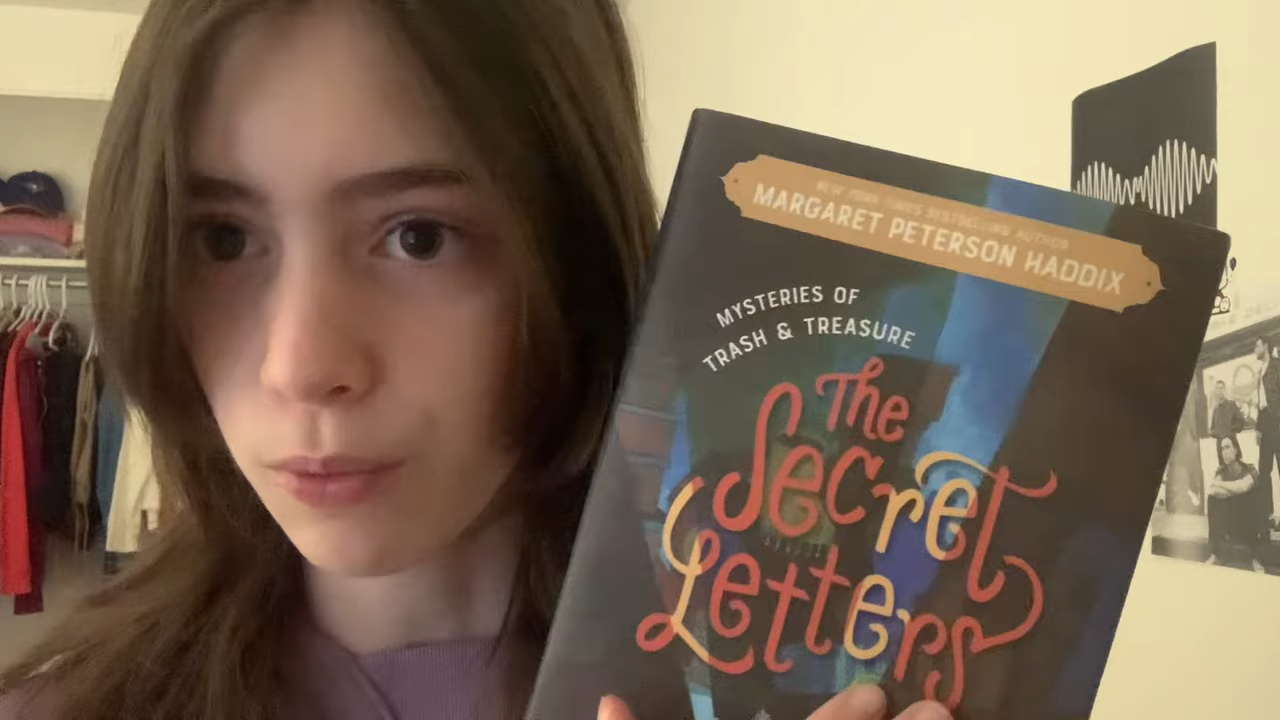 NEW YORK TIMES BESTSELLING AUTHOR
MARGARET PETERSON HADDIX
MYSTERIES OF
TRASH & TREASURE
The
Secret
Letters